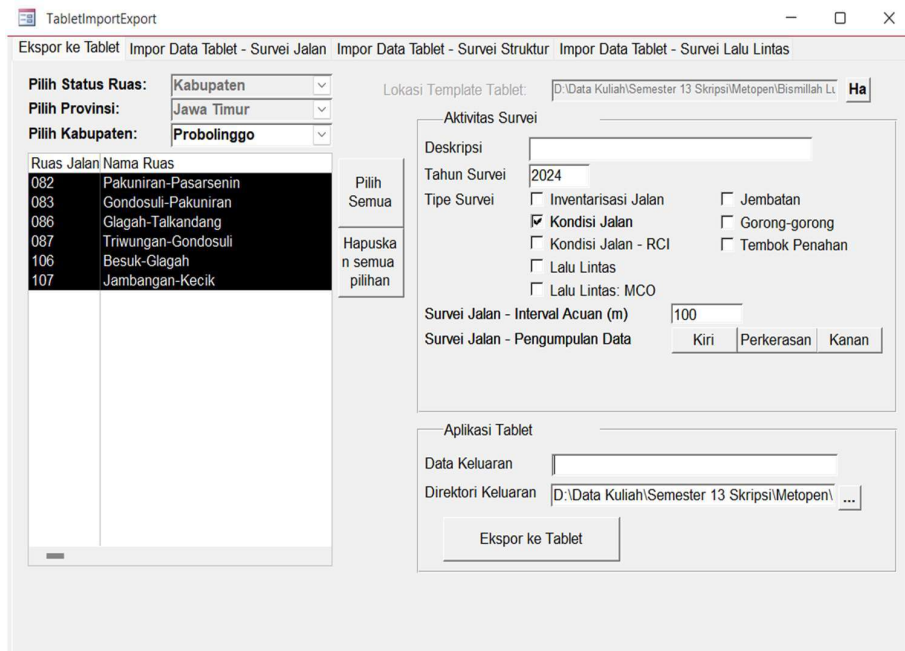 TabletImportExport
Ekspor ke Tablet Impor Data Tablet - Survei Jalan Impor Data Tablet - Survei Struktur Impor Data Tablet - Survei Lalu Lintas
Pilih Status Ruas: Kabupaten
Pilih Provinsi: Jawa Timur
Pilih Kabupaten: Probolinggo
Ruas Jalan Nama Ruas
082 Pakuniran-Pasarsenin
083 Gondosuli-Pakuniran
086 Glagah-Talkandang
087 Triwungan-Gondosuli
106 Besuk-Glagah
107 Jambangan-Kecik
Pilih
Semua
Hapuska
n semua
pilihan
Lokasi Template Tablet: D:\Data Kuliah\Semester 13 Skripsi\Metopen\Bismillah Lu Ha
Aktivitas Survei
Deskripsi
Tahun Survei 2024
Tipe Survei Inventarisasi Jalan Jembatan
Kondisi Jalan Gorong-gorong
Kondisi Jalan - RCI Tembok Penahan
Lalu Lintas
Lalu Lintas: MCO
Survei Jalan - Interval Acuan (m) 100
Survei Jalan - Pengumpulan Data Kiri Perkerasan Kanan
Aplikasi Tablet
Data Keluaran
Direktori Keluaran D:\Data Kuliah\Semester 13 Skripsi\Metopen\ ...
Ekspor ke Tablet